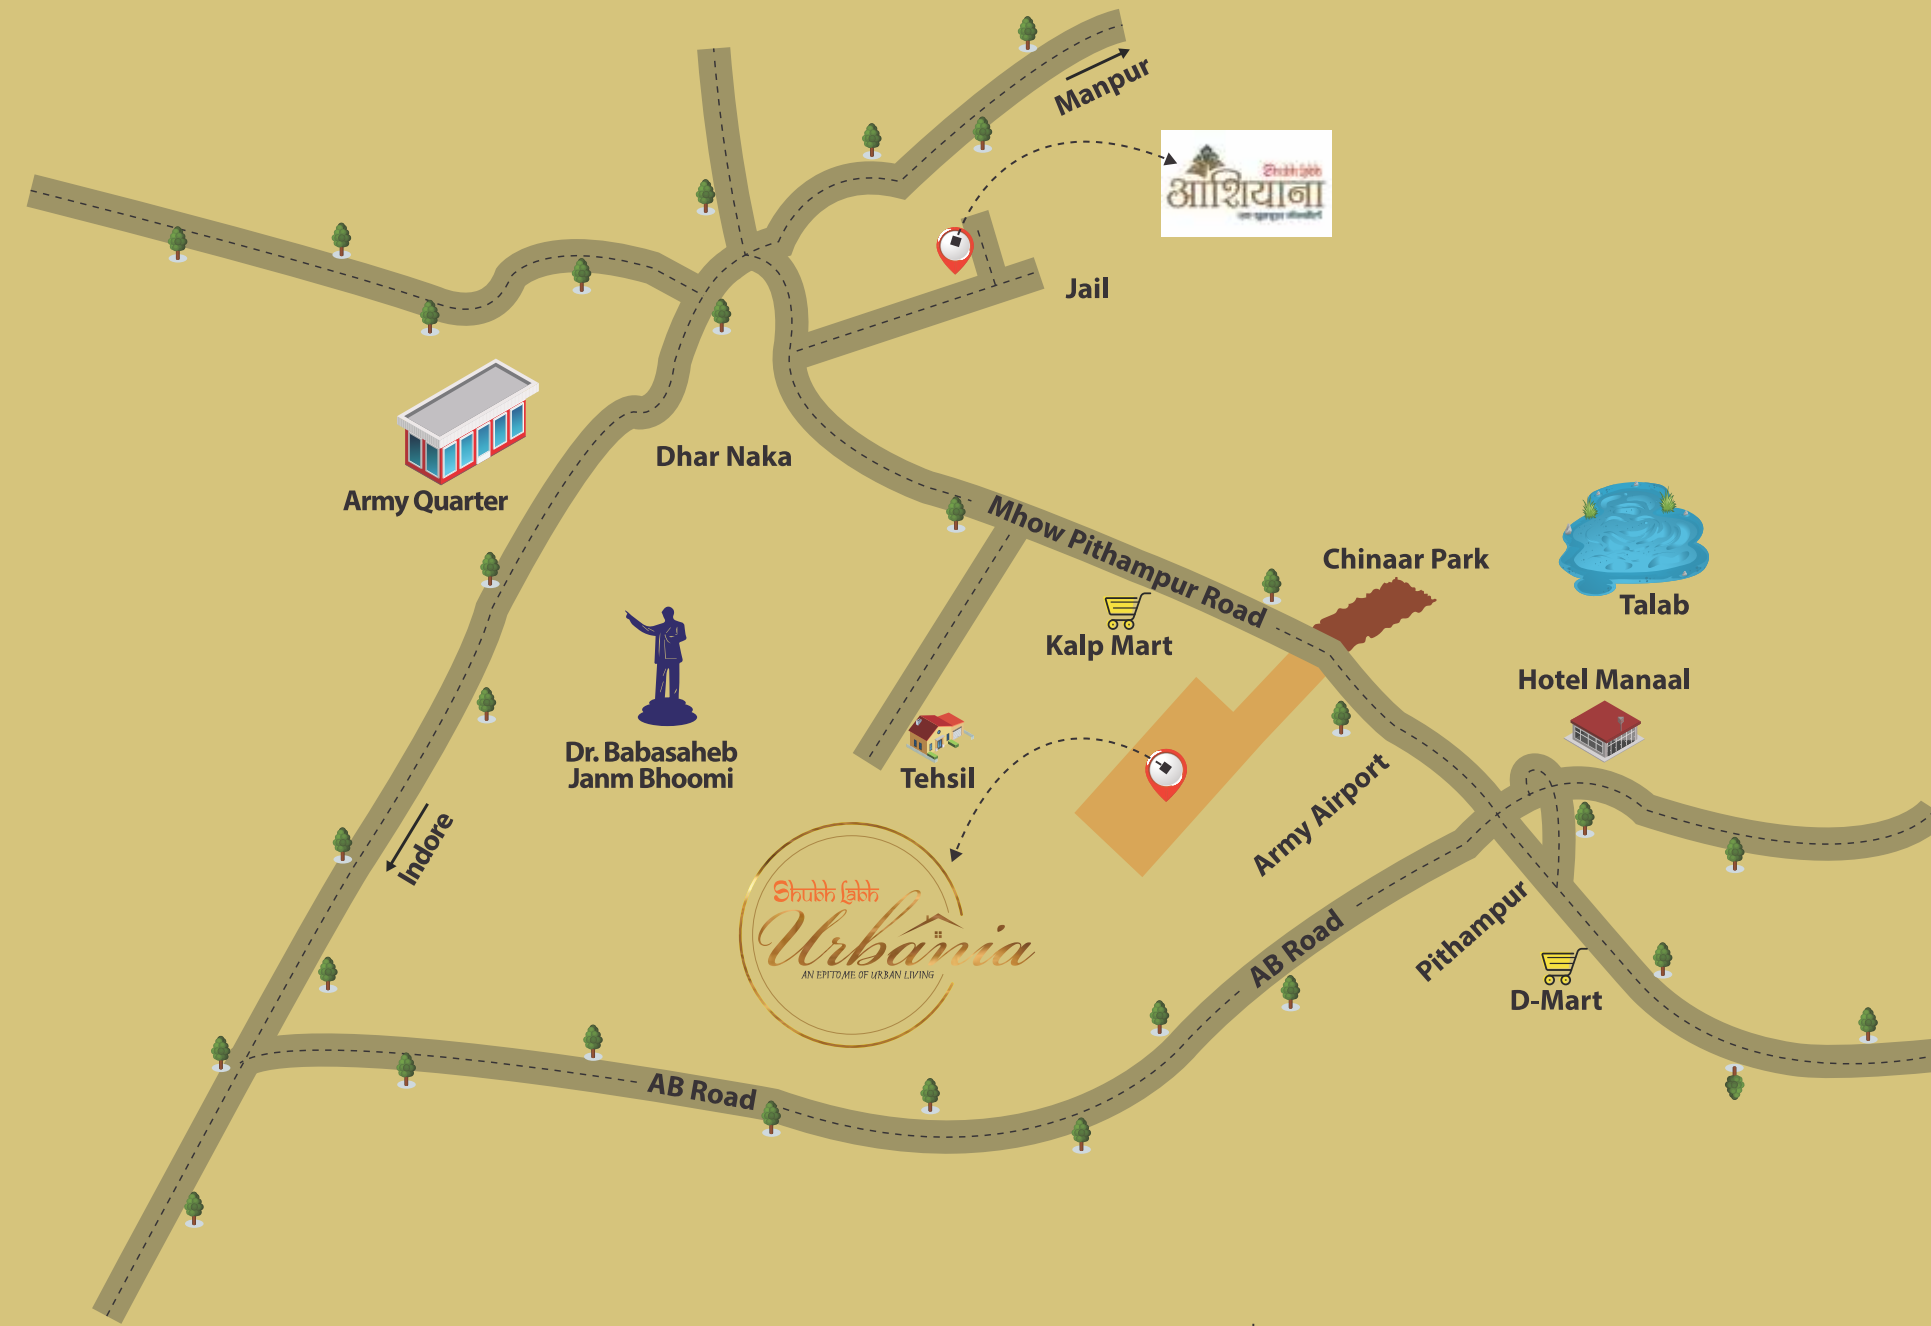 Manpur
Shubh Labh
आशियाना
Jail
Dhar Naka
Army Quarter
Mhow Pithampur Road
Chinaar Park
Talab
Kalp Mart
Hotel Manaal
Dr. Babasaheb
Janm Bhoomi
Tehsil
Army Airport
Indore
Shubh Labh
Urbania
AN EPITOME OF URBAN LIVING
AB Road
Pithampur
D-Mart
AB Road